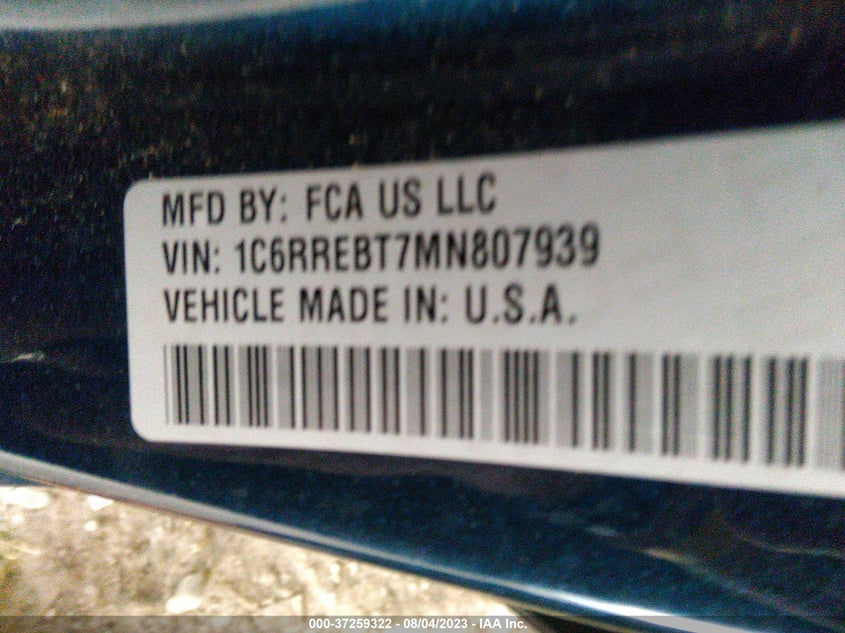 MFD BY: FCA US LLC
VIN: 1C6RREBT7MN807939
VEHICLE MADE IN: U.S.A.
000-37259322 - 08/04/2023 - IAA Inc.